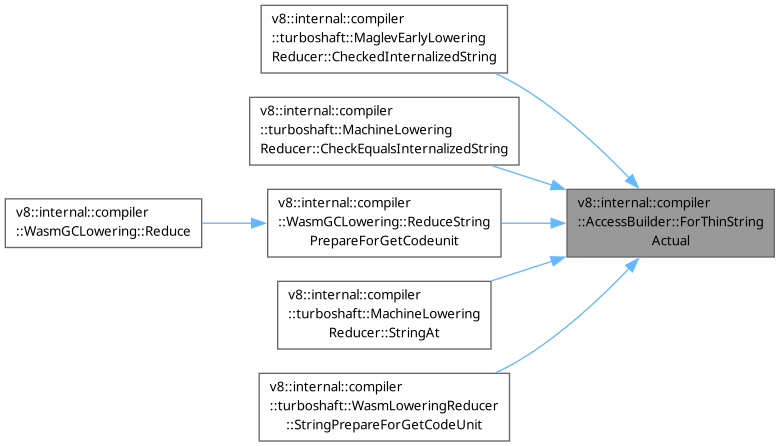 v8::internal::compiler
::turboshaft::MaglevEarlyLowering
Reducer::CheckedInternalizedString
v8::internal::compiler
::turboshaft::MachineLowering
Reducer::CheckEqualsInternalizedString
v8::internal::compiler
::WasmGCLowering::Reduce
v8::internal::compiler
::WasmGCLowering::ReduceString
PrepareForGetCodeunit
v8::internal::compiler
::AccessBuilder::ForThinString
Actual
v8::internal::compiler
::turboshaft::MachineLowering
Reducer::StringAt
v8::internal::compiler
::turboshaft::WasmLoweringReducer
::StringPrepareForGetCodeUnit